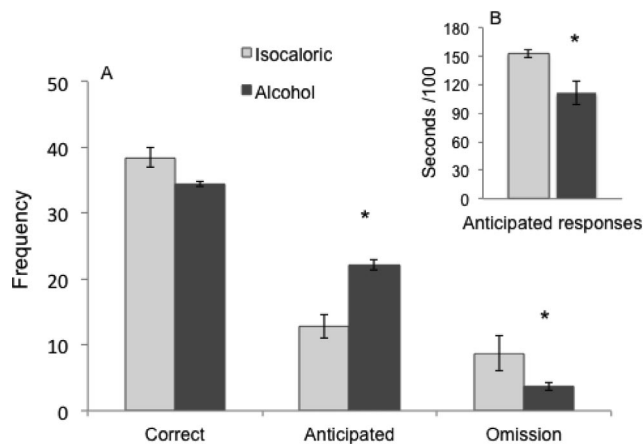 A
Isocaloric
Alcohol
Frequency
50
40
30
20
10
0
*
*
Correct
Anticipated
Omission
B
*
Seconds /100
180
150
120
90
60
30
0
Anticipated responses